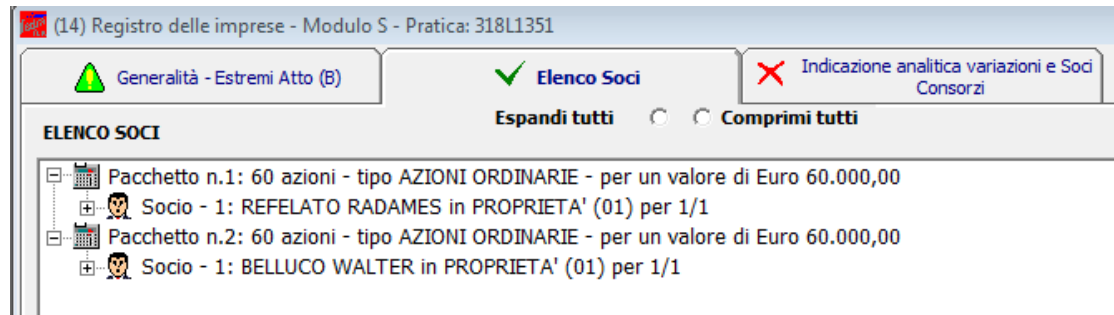 (14) Registro delle imprese - Modulo S - Pratica: 318L1351
Generalità - Estremi Atto (B)
Elenco Soci
Indicazione analitica variazioni e Soci
Consorzi
Espandi tutti
Comprimi tutti
ELENCO SOCI
Pacchetto n.1: 60 azioni - tipo AZIONI ORDINARIE - per un valore di Euro 60.000,00
Socio - 1: REFELATO RADAMES in PROPRIETA' (01) per 1/1
Pacchetto n.2: 60 azioni - tipo AZIONI ORDINARIE - per un valore di Euro 60.000,00
Socio - 1: BELLUCO WALTER in PROPRIETA' (01) per 1/1